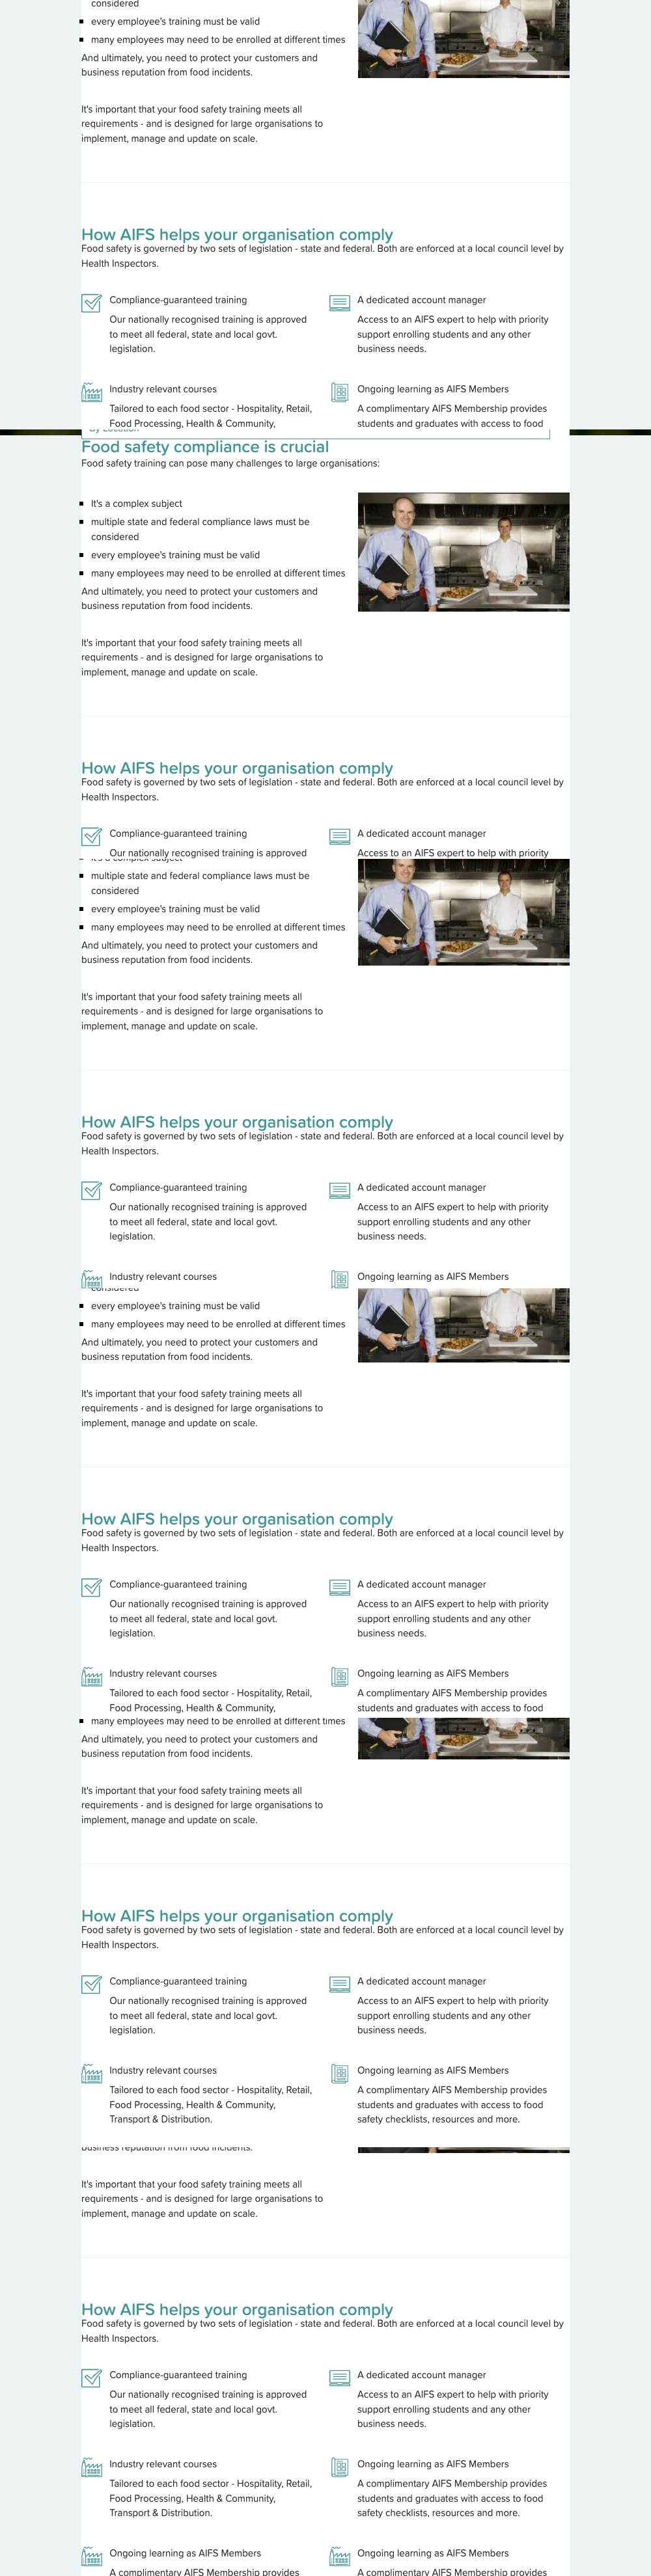 considered
every employee's training must be valid
many employees may need to be enrolled at different times
And ultimately, you need to protect your customers and
business reputation from food incidents.
It's important that your food safety training meets all
requirements - and is designed for large organisations to
implement, manage and update on scale.
How AIFS helps your organisation comply
Food safety is governed by two sets of legislation - state and federal. Both are enforced at a local council level by
Health Inspectors.
Compliance-guaranteed training
Our nationally recognised training is approved
to meet all federal, state and local govt.
legislation.
A dedicated account manager
Access to an AIFS expert to help with priority
support enrolling students and any other
business needs.
Industry relevant courses
Tailored to each food sector - Hospitality, Retail,
Food Processing, Health & Community,
Ongoing learning as AIFS Members
A complimentary AIFS Membership provides
students and graduates with access to food
By Location
Food safety compliance is crucial
Food safety training can pose many challenges to large organisations:
It's a complex subject
multiple state and federal compliance laws must be
considered
every employee's training must be valid
many employees may need to be enrolled at different times
And ultimately, you need to protect your customers and
business reputation from food incidents.
It's important that your food safety training meets all
requirements - and is designed for large organisations to
implement, manage and update on scale.
How AIFS helps your organisation comply
Food safety is governed by two sets of legislation - state and federal. Both are enforced at a local council level by
Health Inspectors.
Compliance-guaranteed training
Our nationally recognised training is approved
A dedicated account manager
Access to an AIFS expert to help with priority
It's a complex subject
multiple state and federal compliance laws must be
considered
every employee's training must be valid
many employees may need to be enrolled at different times
And ultimately, you need to protect your customers and
business reputation from food incidents.
It's important that your food safety training meets all
requirements - and is designed for large organisations to
implement, manage and update on scale.
How AIFS helps your organisation comply
Food safety is governed by two sets of legislation - state and federal. Both are enforced at a local council level by
Health Inspectors.
Compliance-guaranteed training
Our nationally recognised training is approved
to meet all federal, state and local govt.
legislation.
A dedicated account manager
Access to an AIFS expert to help with priority
support enrolling students and any other
business needs.
Industry relevant courses
Ongoing learning as AIFS Members
considered
every employee's training must be valid
many employees may need to be enrolled at different times
And ultimately, you need to protect your customers and
business reputation from food incidents.
It's important that your food safety training meets all
requirements - and is designed for large organisations to
implement, manage and update on scale.
How AIFS helps your organisation comply
Food safety is governed by two sets of legislation - state and federal. Both are enforced at a local council level by
Health Inspectors.
Compliance-guaranteed training
Our nationally recognised training is approved
to meet all federal, state and local govt.
legislation.
A dedicated account manager
Access to an AIFS expert to help with priority
support enrolling students and any other
business needs.
Industry relevant courses
Tailored to each food sector - Hospitality, Retail,
Food Processing, Health & Community,
Ongoing learning as AIFS Members
A complimentary AIFS Membership provides
students and graduates with access to food
many employees may need to be enrolled at different times
And ultimately, you need to protect your customers and
business reputation from food incidents.
It's important that your food safety training meets all
requirements - and is designed for large organisations to
implement, manage and update on scale.
How AIFS helps your organisation comply
Food safety is governed by two sets of legislation - state and federal. Both are enforced at a local council level by
Health Inspectors.
Compliance-guaranteed training
Our nationally recognised training is approved
to meet all federal, state and local govt.
legislation.
A dedicated account manager
Access to an AIFS expert to help with priority
support enrolling students and any other
business needs.
Industry relevant courses
Tailored to each food sector - Hospitality, Retail,
Food Processing, Health & Community,
Transport & Distribution.
Ongoing learning as AIFS Members
A complimentary AIFS Membership provides
students and graduates with access to food
safety checklists, resources and more.
business reputation from food incidents.
It's important that your food safety training meets all
requirements - and is designed for large organisations to
implement, manage and update on scale.
How AIFS helps your organisation comply
Food safety is governed by two sets of legislation - state and federal. Both are enforced at a local council level by
Health Inspectors.
Compliance-guaranteed training
Our nationally recognised training is approved
to meet all federal, state and local govt.
legislation.
A dedicated account manager
Access to an AIFS expert to help with priority
support enrolling students and any other
business needs.
Industry relevant courses
Tailored to each food sector - Hospitality, Retail,
Food Processing, Health & Community,
Transport & Distribution.
Ongoing learning as AIFS Members
A complimentary AIFS Membership provides
students and graduates with access to food
safety checklists, resources and more.
Ongoing learning as AIFS Members
A complimentary AIFS Membership provides
Ongoing learning as AIFS Members
A complimentary AIFS Membership provides